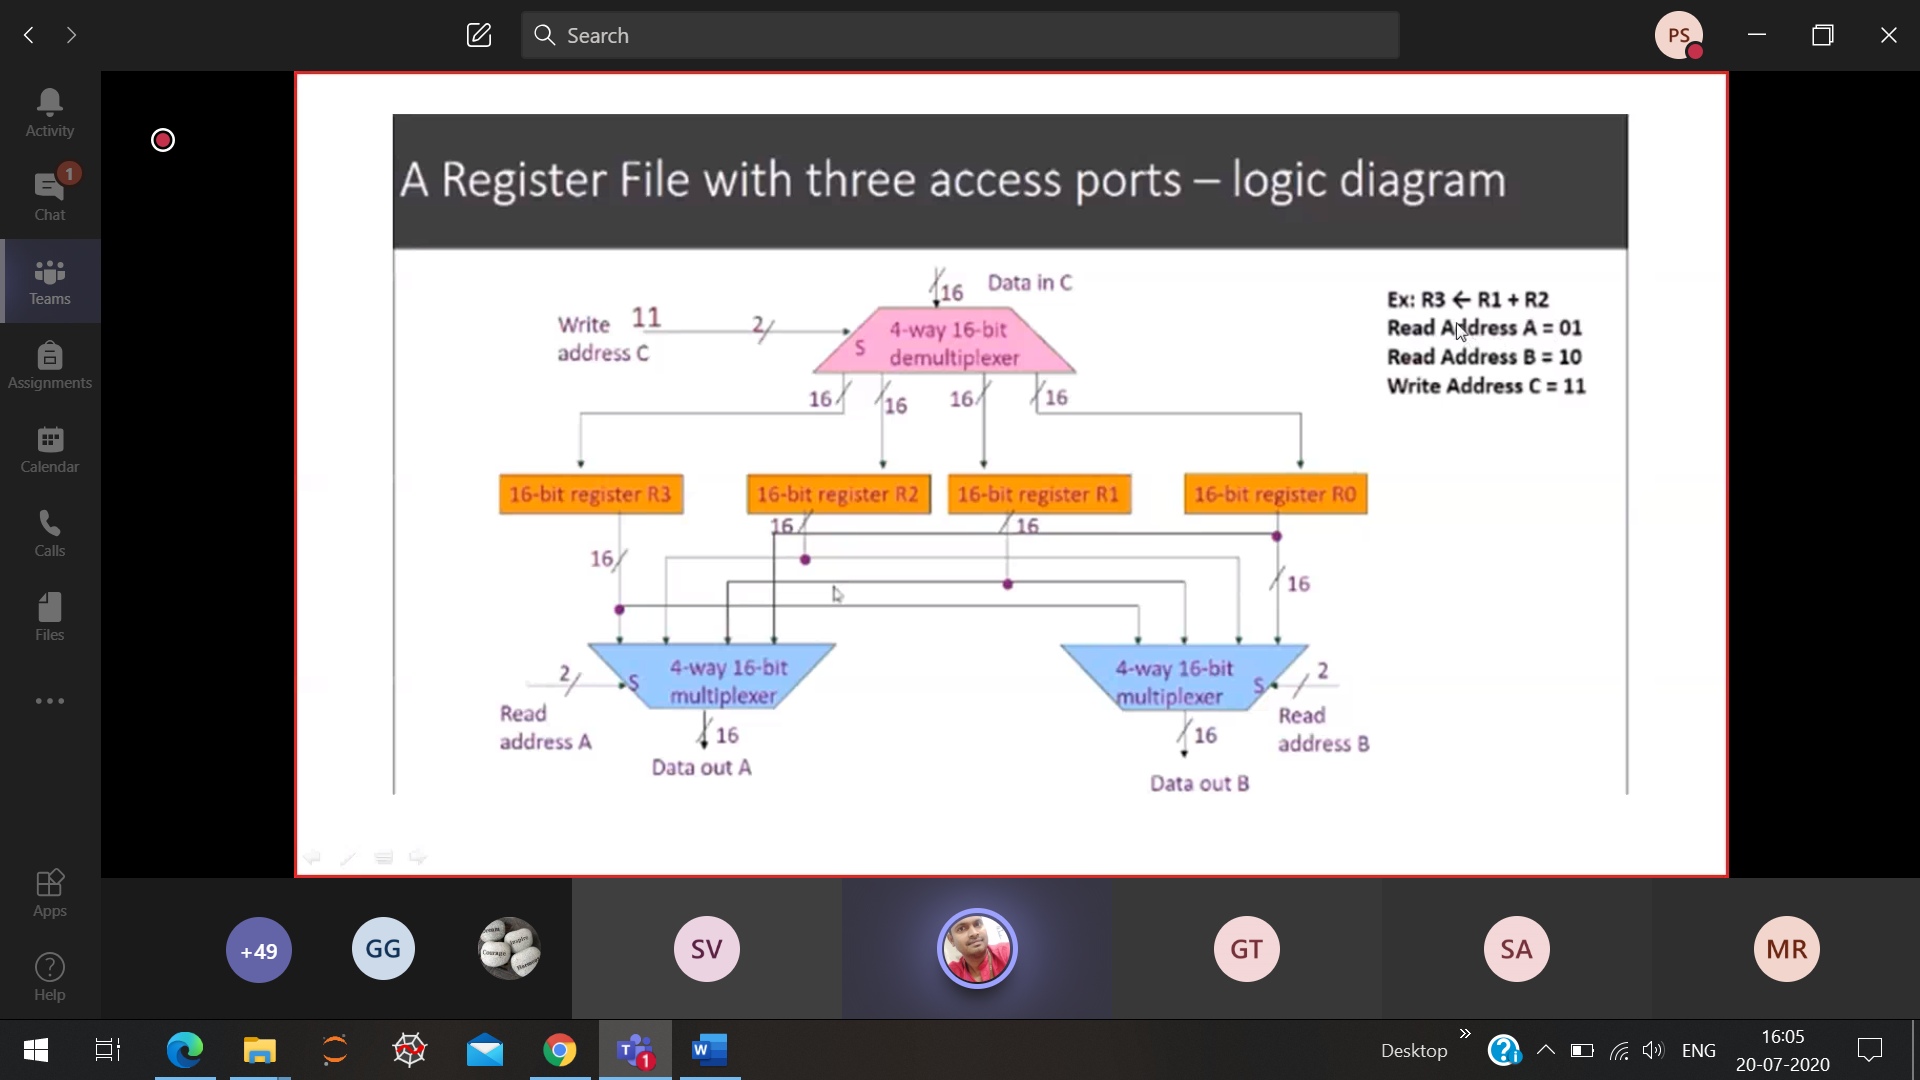 Search
PS
Activity
1
Chat
Teams
Assignments
Calendar
Calls
Files
Apps
Help
A Register File with three access ports – logic diagram
16
Data in C
Write
address C
11
2
S
4-way 16-bit
demultiplexer
Ex: R3 ← R1 + R2
Read Address A = 01
Read Address B = 10
Write Address C = 11
16
16
16
16
16-bit register R3
16-bit register R2
16-bit register R1
16-bit register R0
16
16
16
16
2
S
4-way 16-bit
multiplexer
4-way 16-bit
multiplexer
S
2
Read
address A
16
Data out A
16
Data out B
Read
address B
+49
GG
Dream
Inspire
Courage
SV
GT
SA
MR
T
1
W
Desktop
»
?
i
ENG
16:05
20-07-2020